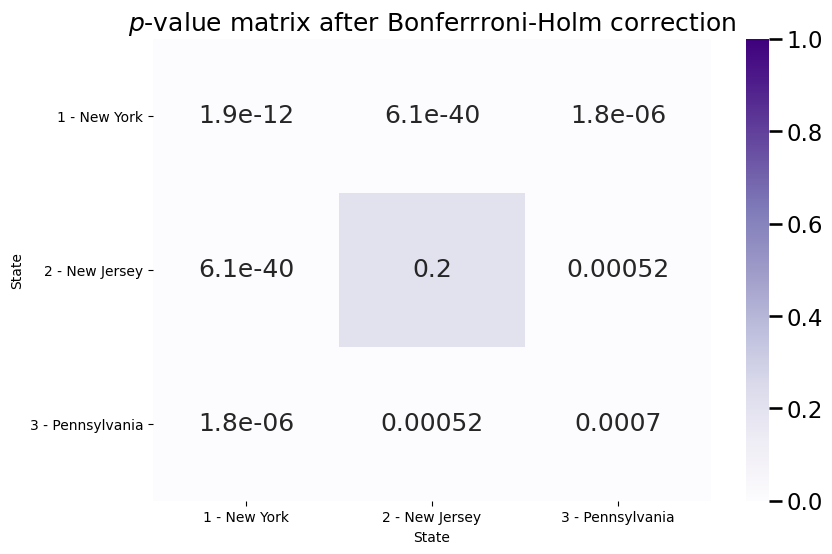 p-value matrix after Bonferrroni-Holm correction
1.0
1 - New York 1.9e-12 6.1e-40 1.8e-06
0.8
0.6
State
2 - New Jersey 6.1e-40 0.2 0.00052
0.4
0.2
3 - Pennsylvania 1.8e-06 0.00052 0.0007
0.0
1 - New York 2 - New Jersey 3 - Pennsylvania
State